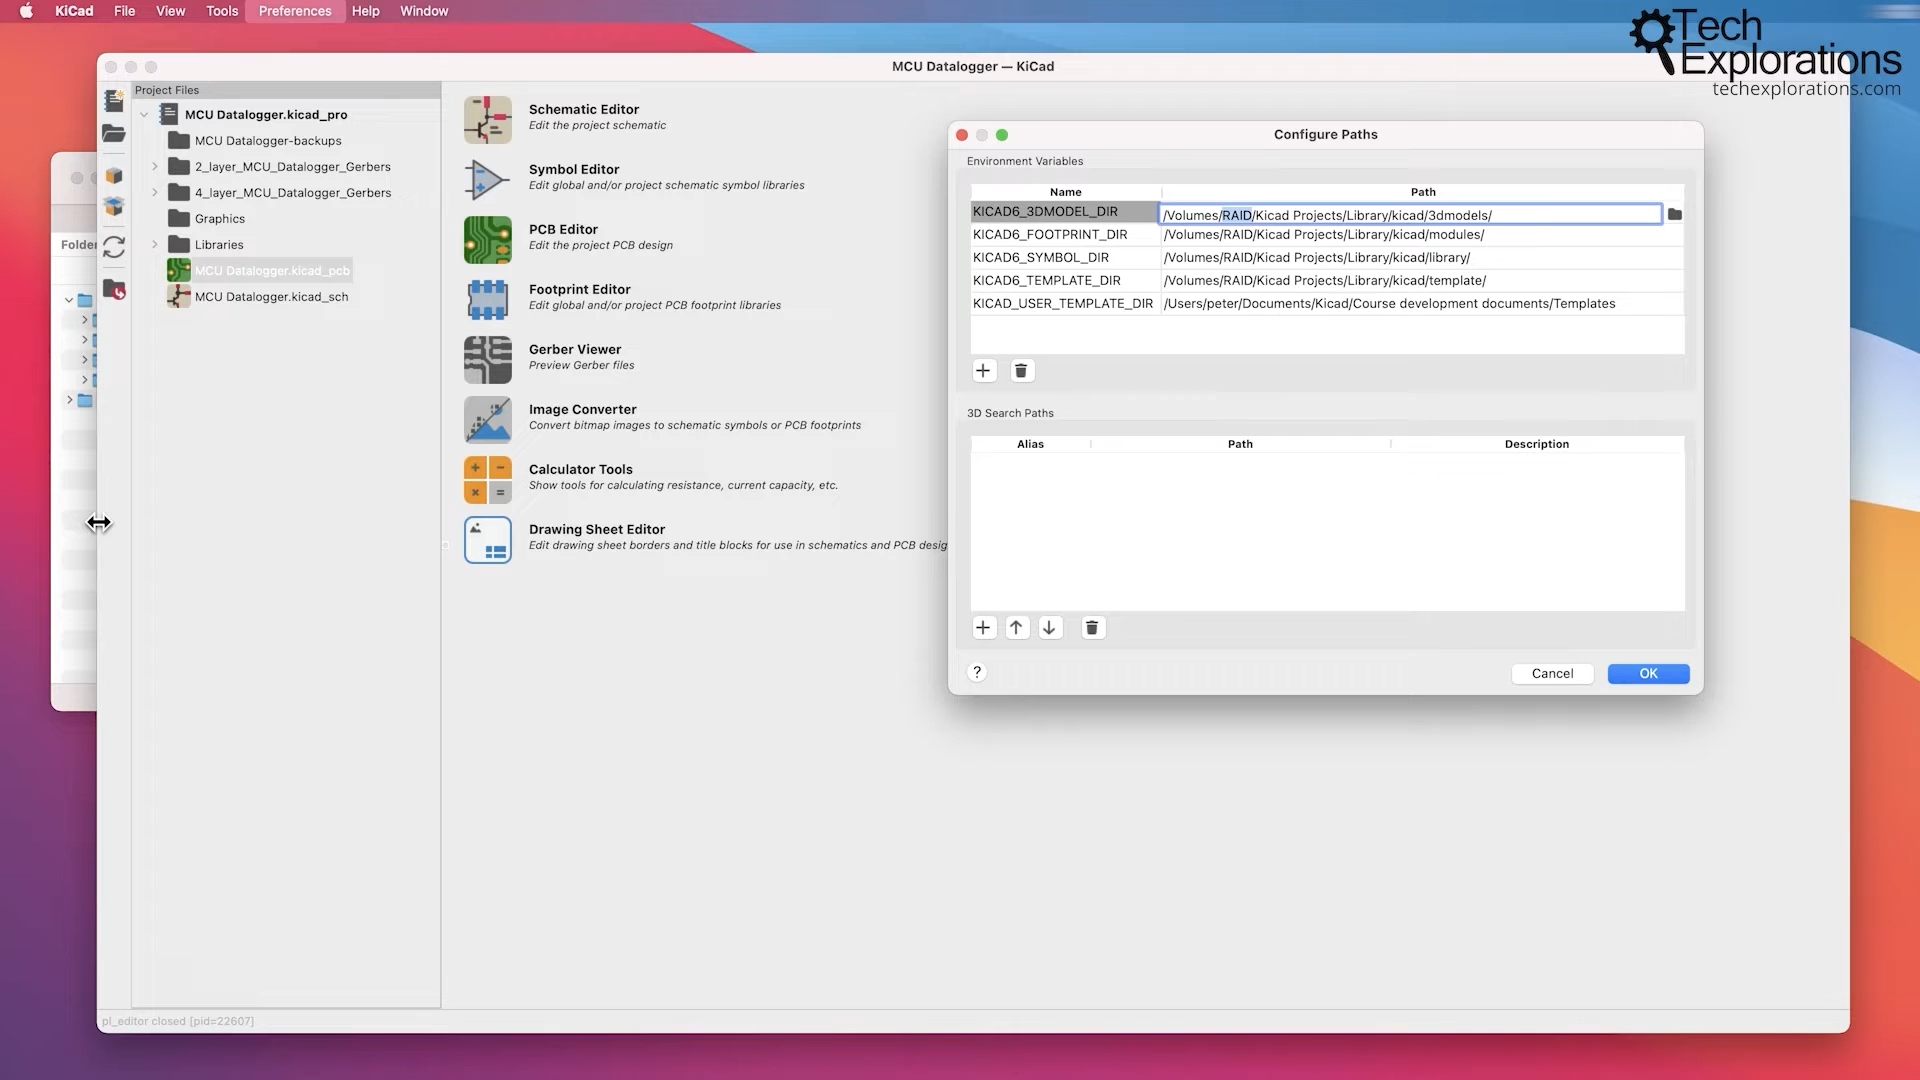 KiCad File View Tools Preferences Help Window
Tech
Explorations
techexplorations.com
MCU Datalogger — KiCad
Project Files
MCU Datalogger.kicad_pro
MCU Datalogger-backups
2_layer_MCU_Datalogger_Gerbers
4_layer_MCU_Datalogger_Gerbers
Graphics
Libraries
MCU Datalogger.kicad_pcb
MCU Datalogger.kicad_sch
Folder
Schematic Editor
Edit the project schematic
Symbol Editor
Edit global and/or project schematic symbol libraries
PCB Editor
Edit the project PCB design
Footprint Editor
Edit global and/or project PCB footprint libraries
Gerber Viewer
Preview Gerber files
Image Converter
Convert bitmap images to schematic symbols or PCB footprints
Calculator Tools
Show tools for calculating resistance, current capacity, etc.
Drawing Sheet Editor
Edit drawing sheet borders and title blocks for use in schematics and PCB desig
Configure Paths
Environment Variables
Name Path
KICAD6_3DMODEL_DIR /Volumes/RAID/Kicad Projects/Library/kicad/3dmodels/
KICAD6_FOOTPRINT_DIR /Volumes/RAID/Kicad Projects/Library/kicad/modules/
KICAD6_SYMBOL_DIR /Volumes/RAID/Kicad Projects/Library/kicad/library/
KICAD6_TEMPLATE_DIR /Volumes/RAID/Kicad Projects/Library/kicad/template/
KICAD_USER_TEMPLATE_DIR /Users/peter/Documents/Kicad/Course development documents/Templates
3D Search Paths
Alias Path Description
?
Cancel OK
pl_editor closed [pid=22607]